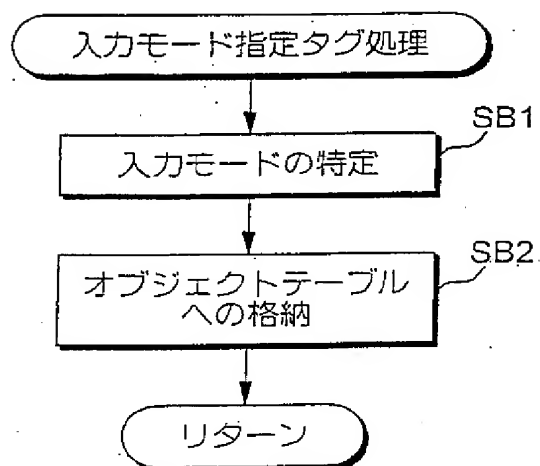 入力モード指定タグ処理
SB1
入力モードの特定
SB2
オブジェクトテーブル
への格納
リターン